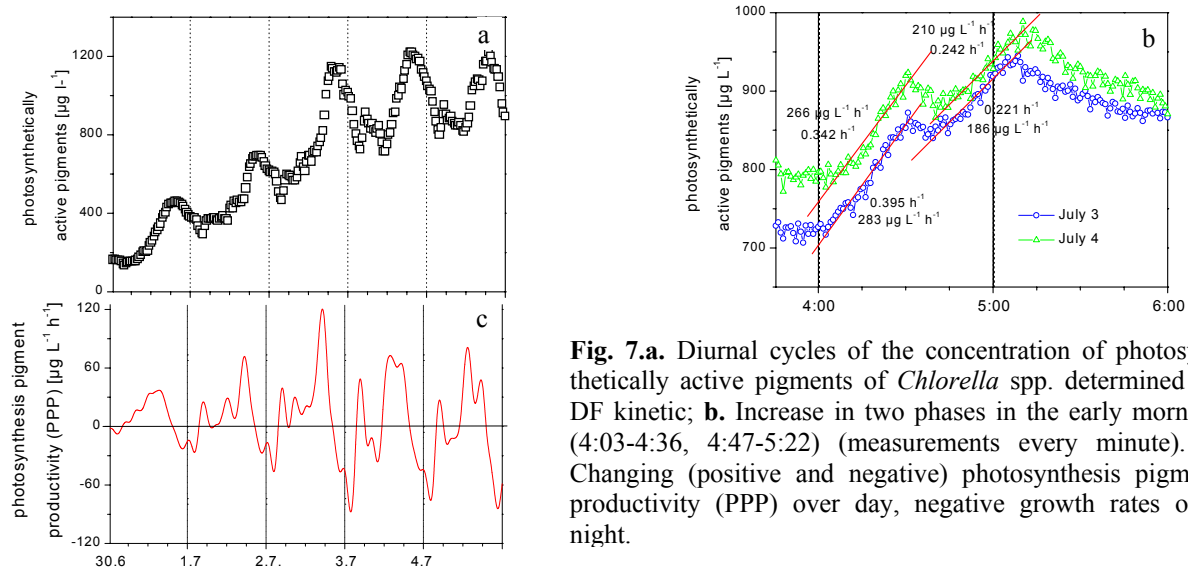 a
photosynthetically
active pigments [µg l-1]
1200
800
400
0
c
photosynthesis pigment
productivity (PPP) [µg L⁻¹ h⁻¹]
120
60
0
-60
-120
30.6 1.7 2.7. 3.7 4.7
b
photosynthetically
active pigments [µg L⁻¹]
1000
900
800
700
210 µg L⁻¹ h⁻¹
0.242 h⁻¹
266 µg L⁻¹ h⁻¹
0.342 h⁻¹
0.221 h⁻¹
186 µg L⁻¹ h⁻¹
0.395 h⁻¹
283 µg L⁻¹ h⁻¹
July 3
July 4
4:00 5:00 6:00
Fig. 7.a. Diurnal cycles of the concentration of photosy
thetically active pigments of Chlorella spp. determined
DF kinetic; b. Increase in two phases in the early morn
(4:03-4:36, 4:47-5:22) (measurements every minute).
Changing (positive and negative) photosynthesis pigm
productivity (PPP) over day, negative growth rates o
night.